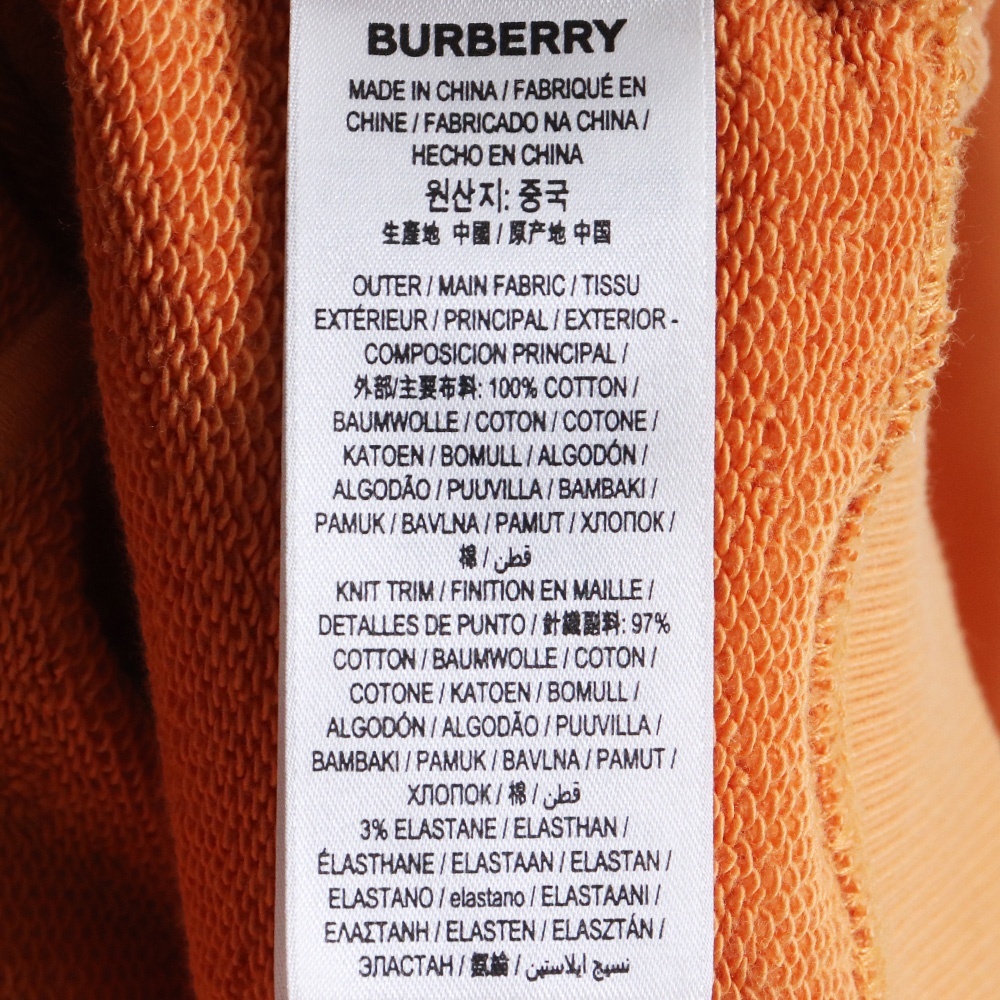 BURBERRY
MADE IN CHINA / FABRIQUÉ EN
CHINE / FABRICADO NA CHINA /
HECHO EN CHINA
원산지: 중국
生產地 中國 / 原产地 中国
OUTER / MAIN FABRIC / TISSU
EXTÉRIEUR / PRINCIPAL / EXTERIOR -
COMPOSICION PRINCIPAL /
外部/主要布料: 100% COTTON /
BAUMWOLLE / COTON / COTONE /
KATOEN / BOMULL / ALGODÓN /
ALGODÃO / PUUVILLA / BAMBAKI /
PAMUK / BAVLNA / PAMUT / ХЛОПОК /
棉 / قطن
KNIT TRIM / FINITION EN MAILLE /
DETALLES DE PUNTO / 針織副料: 97%
COTTON / BAUMWOLLE / COTON /
COTONE / KATOEN / BOMULL /
ALGODÓN / ALGODÃO / PUUVILLA /
BAMBAKI / PAMUK / BAVLNA / PAMUT /
ХЛОПОК / 棉 / قطن
3% ELASTANE / ELASTHAN /
ÉLASTHANE / ELASTAAN / ELASTAN /
ELASTANO / elastano / ELASTAANI /
ΕΛΑΣΤΑΝΗ / ELASTEN / ELASZTÁN /
ЭЛАСТАН / 氨綸 / نسيج ايلاستين